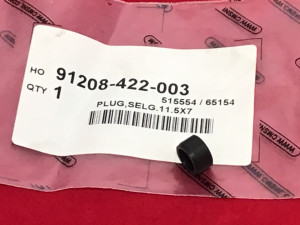 HO 91208-422-003
QTY 1
515554 / 65154
PLUG,SELG.11.5X7